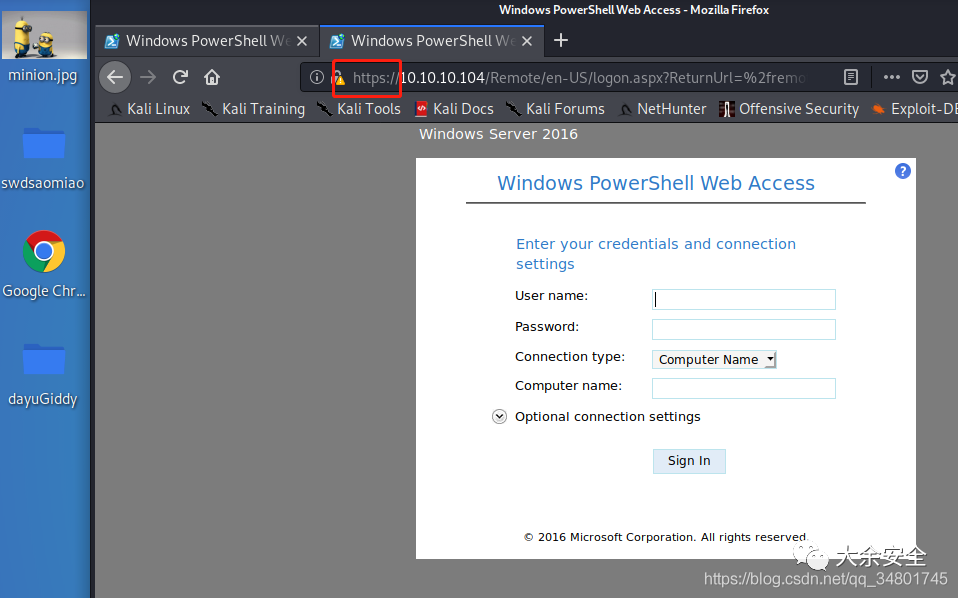 Windows PowerShell Web Access - Mozilla Firefox
minion.jpg
swdsaomiao
Google Chr...
dayuGiddy
Windows PowerShell We
Windows PowerShell We
https://10.10.10.104/Remote/en-US/logon.aspx?ReturnUrl=%2fremo
Kali Linux Kali Training Kali Tools Kali Docs Kali Forums NetHunter Offensive Security Exploit-DB
Windows Server 2016
Windows PowerShell Web Access
?
Enter your credentials and connection
settings
User name:
Password:
Connection type: Computer Name
Computer name:
Optional connection settings
Sign In
© 2016 Microsoft Corporation. All rights reserved.
大余安全
https://blog.csdn.net/qq_34801745